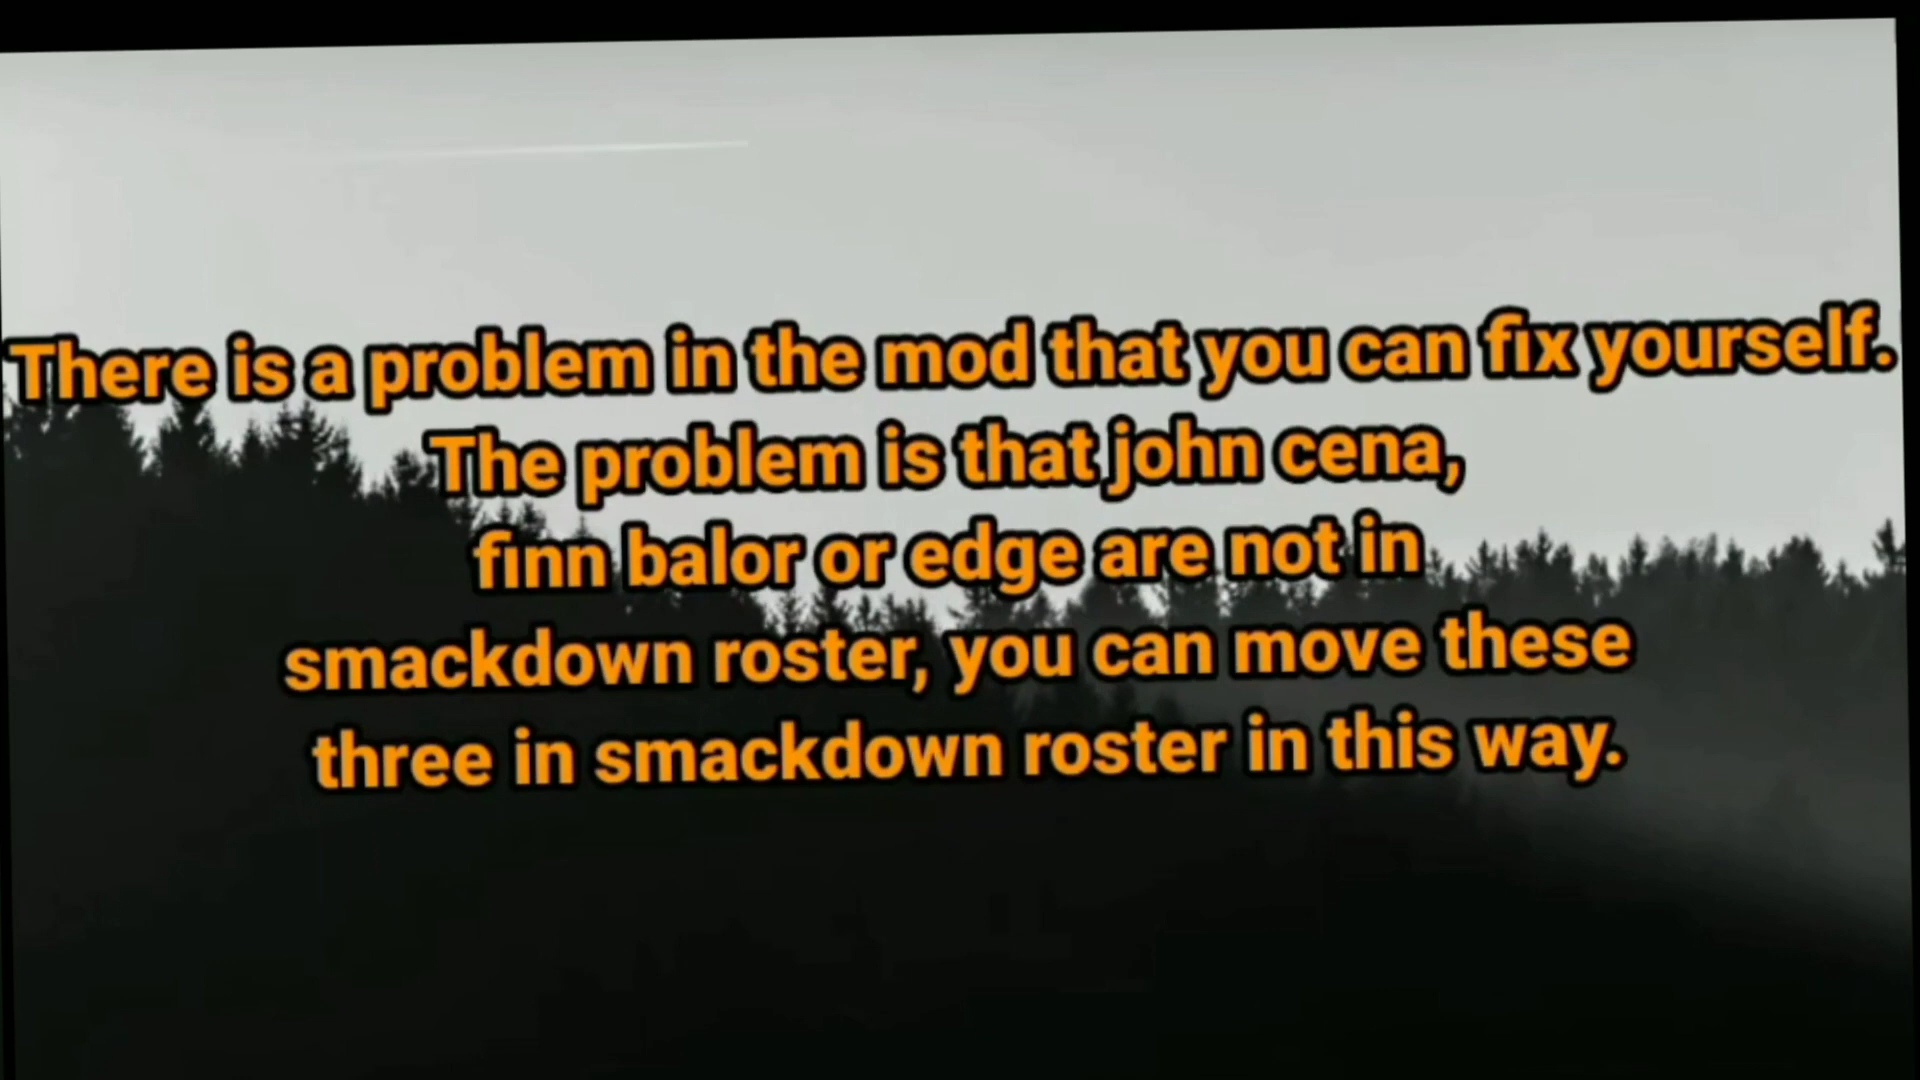 There is a problem in the mod that you can fix yourself.
The problem is that john cena,
finn balor or edge are not in
smackdown roster, you can move these
three in smackdown roster in this way.